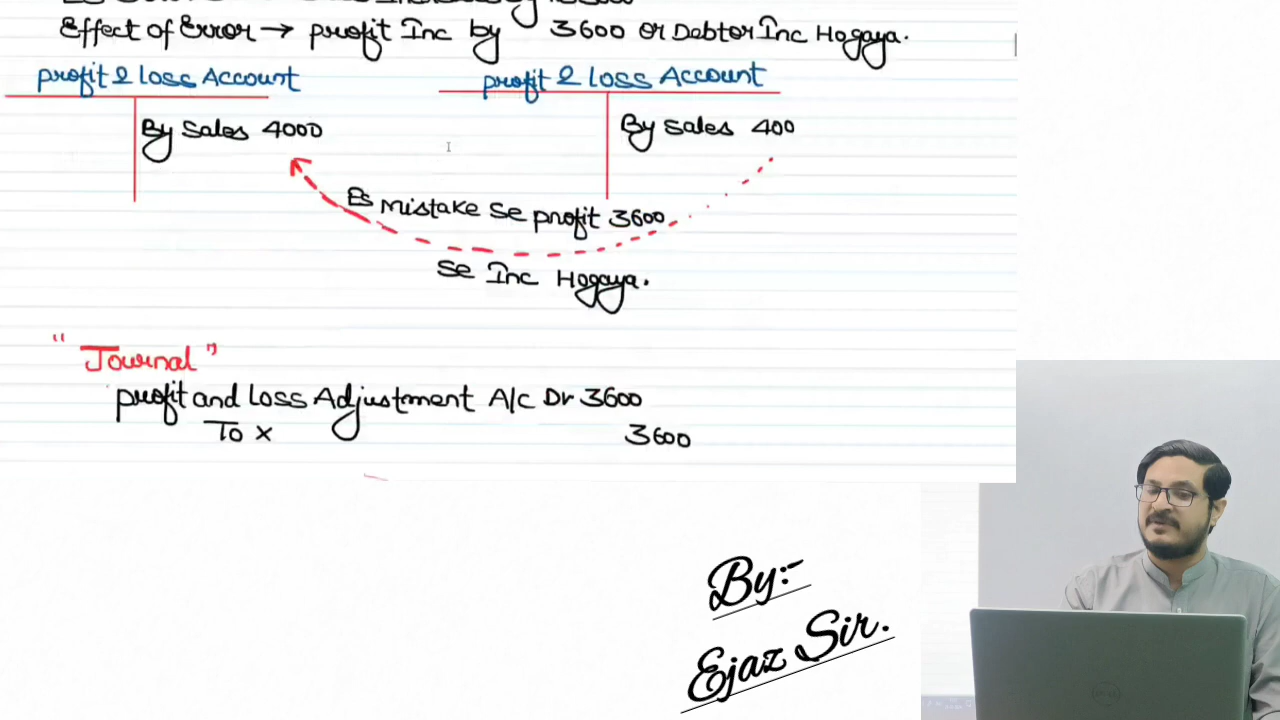 Effect of Error → profit Inc by 3600 or Debtor Inc Hogaya.
profit & loss Account
profit & loss Account
By Sales 4000
By Sales 400
Es mistake se profit 3600
se Inc Hogaya.
"Journal"
profit and loss Adjustment A/c Dr 3600
To x 3600
By:-
Ejaz Sir.